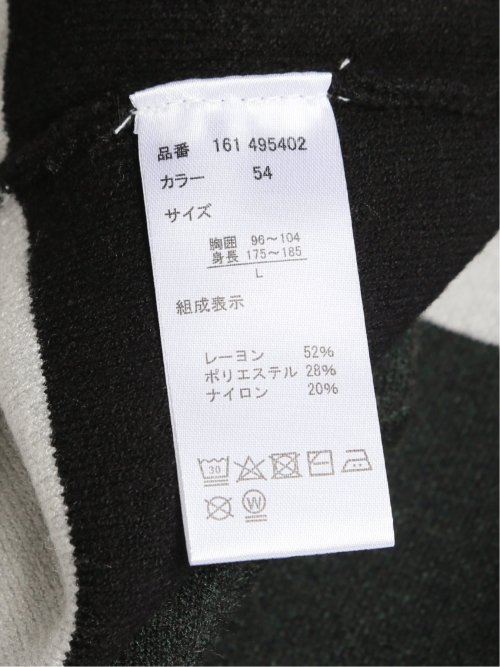 品番 161 495402
カラー 54
サイズ
胸囲 96～104
身長 175～185
L
組成表示
レーヨン 52%
ポリエステル 28%
ナイロン 20%
30
W